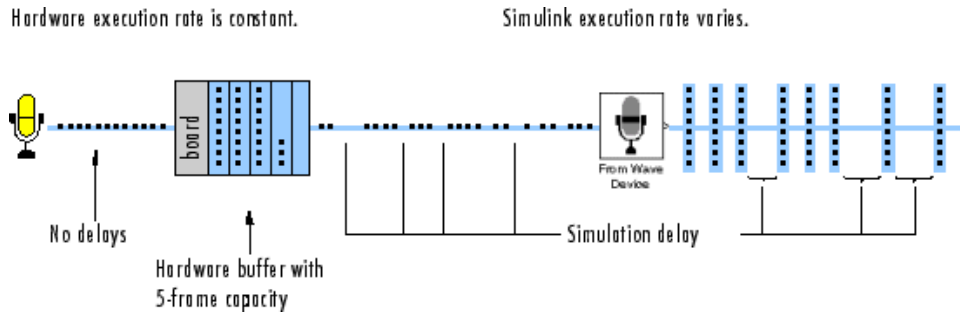 Hardware execution rate is constant.
Simulink execution rate varies.
board
From Wave
Device
No delays
Simulation delay
Hardware buffer with
5-frame capacity